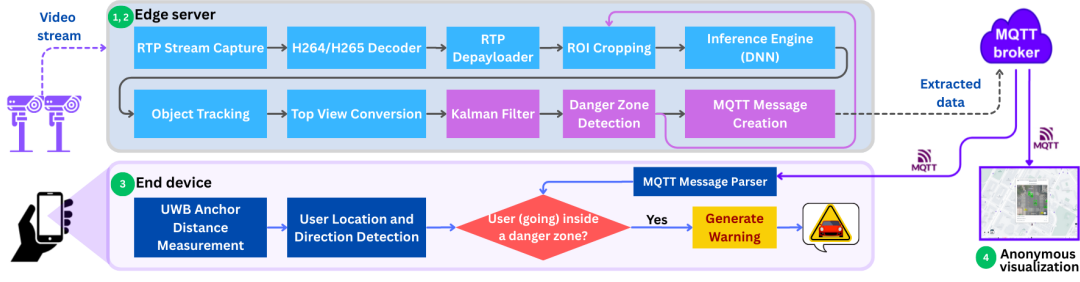 Video
stream
1, 2
Edge server
RTP Stream Capture
H264/H265 Decoder
RTP
Depayloader
ROI Cropping
Inference Engine
(DNN)
MQTT
broker
Object Tracking
Top View Conversion
Kalman Filter
Danger Zone
Detection
MQTT Message
Creation
Extracted
data
MQTT
MQTT
3
End device
MQTT Message Parser
UWB Anchor
Distance
Measurement
User Location and
Direction Detection
User (going) inside
a danger zone?
Yes
Generate
Warning
4
Anonymous
visualization